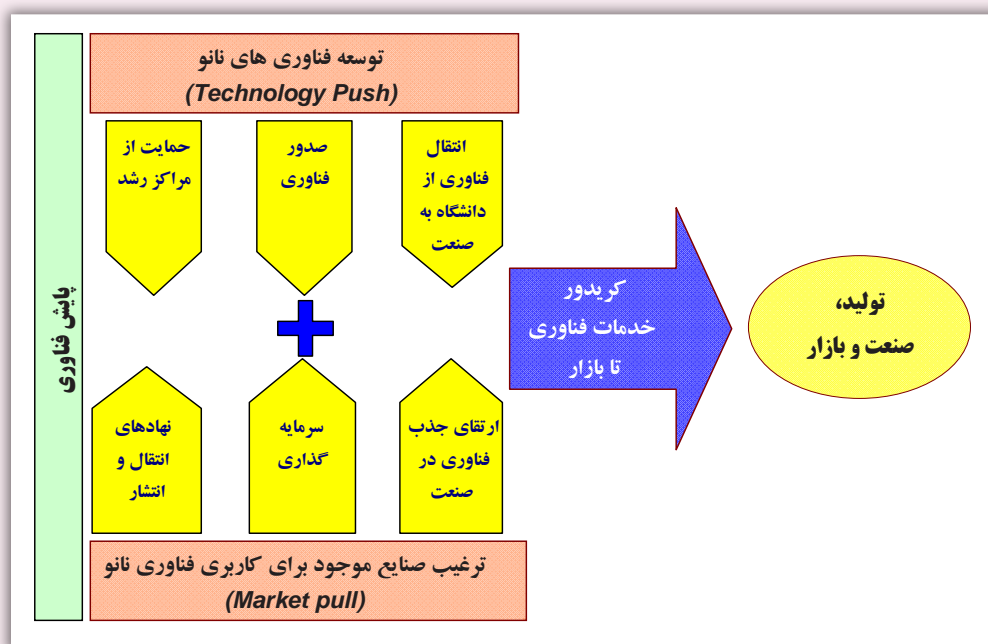 توسعه فناوری های نانو
(Technology Push)
انتقال
فناوری از
دانشگاه به
صنعت
صدور
فناوری
حمایت از
مراکز رشد
پایش فناوری
کریدور
خدمات فناوری
تا بازار
تولید،
صنعت و بازار
ارتقای جذب
فناوری در
صنعت
سرمایه
گذاری
نهادهای
انتقال و
انتشار
ترغیب صنایع موجود برای کاربری فناوری نانو
(Market pull)